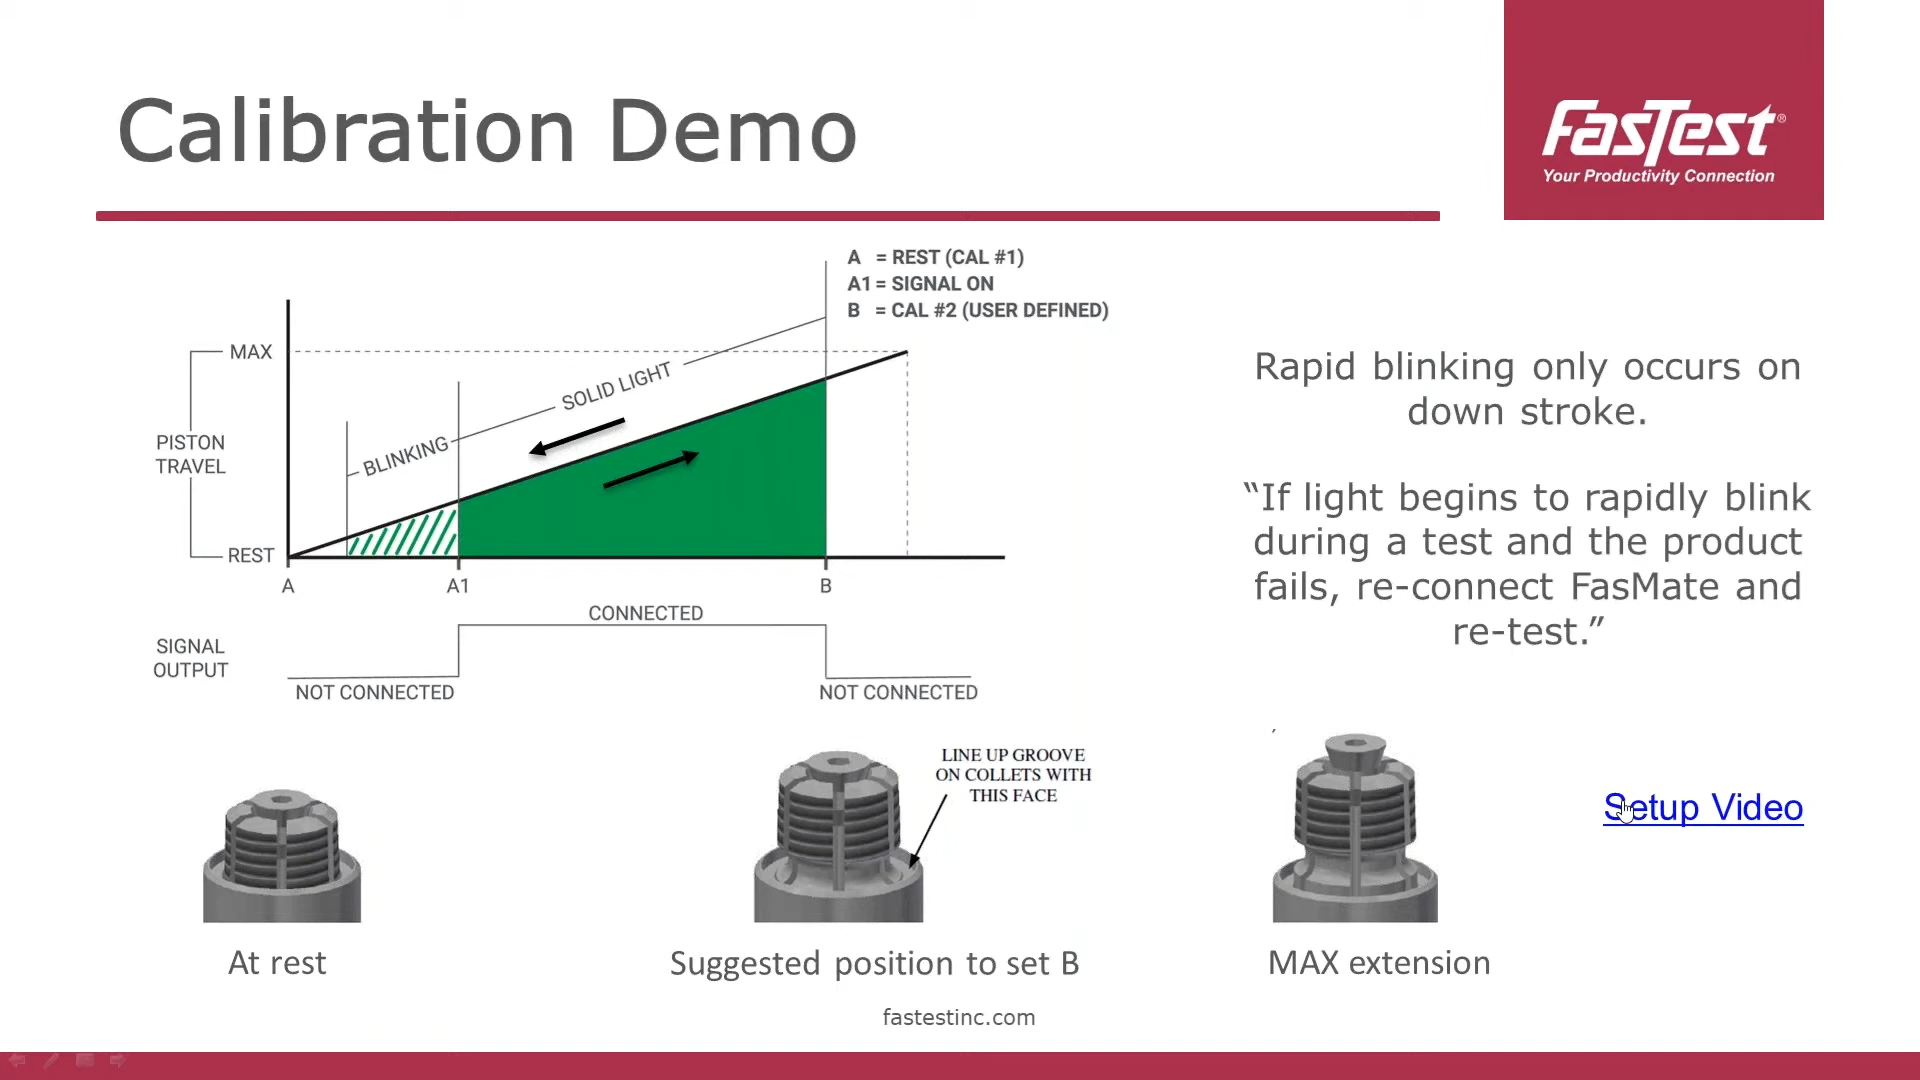 Calibration Demo
FasTest®
Your Productivity Connection
A = REST (CAL #1)
A1 = SIGNAL ON
B = CAL #2 (USER DEFINED)
MAX
SOLID LIGHT
BLINKING
PISTON
TRAVEL
REST
A
A1
B
CONNECTED
SIGNAL
OUTPUT
NOT CONNECTED
NOT CONNECTED
Rapid blinking only occurs on
down stroke.
“If light begins to rapidly blink
during a test and the product
fails, re-connect FasMate and
re-test.”
LINE UP GROOVE
ON COLLETS WITH
THIS FACE
Setup Video
At rest
Suggested position to set B
MAX extension
fastestinc.com